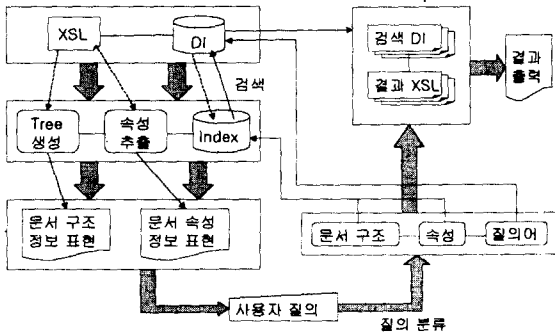 XSL
DI
검색
Tree
생성
속성
추출
Index
문서 구조
정보 표현
문서 속성
정보 표현
사용자 질의
질의 분류
문서 구조
속성
질의어
검색 DI
결과 XSL
결과
출력